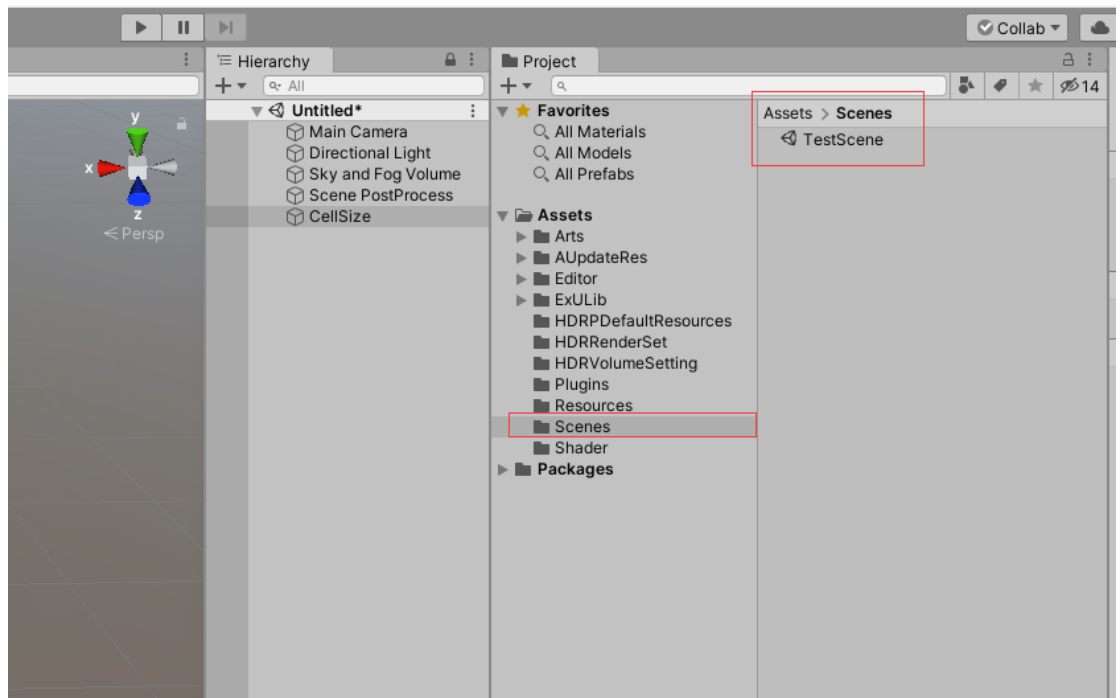 Collab
Hierarchy
Project
All
14
Untitled*
Main Camera
Directional Light
Sky and Fog Volume
Scene PostProcess
CellSize
y
x
z
Persp
Favorites
All Materials
All Models
All Prefabs
Assets
Arts
AUpdateRes
Editor
ExULib
HDRPDefaultResources
HDRRenderSet
HDRVolumeSetting
Plugins
Resources
Scenes
Shader
Packages
Assets > Scenes
TestScene